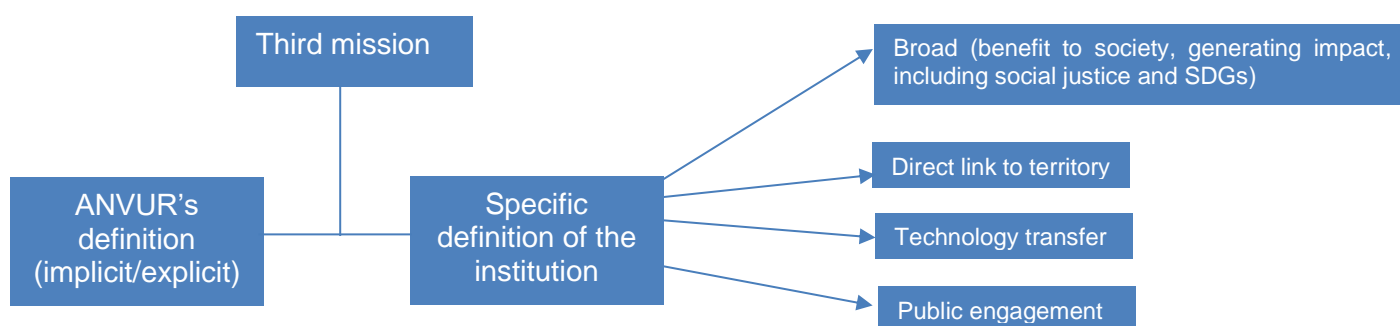 Third mission
Broad (benefit to society, generating impact,
including social justice and SDGs)
Direct link to territory
ANVUR’s
definition
(implicit/explicit)
Specific
definition of the
institution
Technology transfer
Public engagement